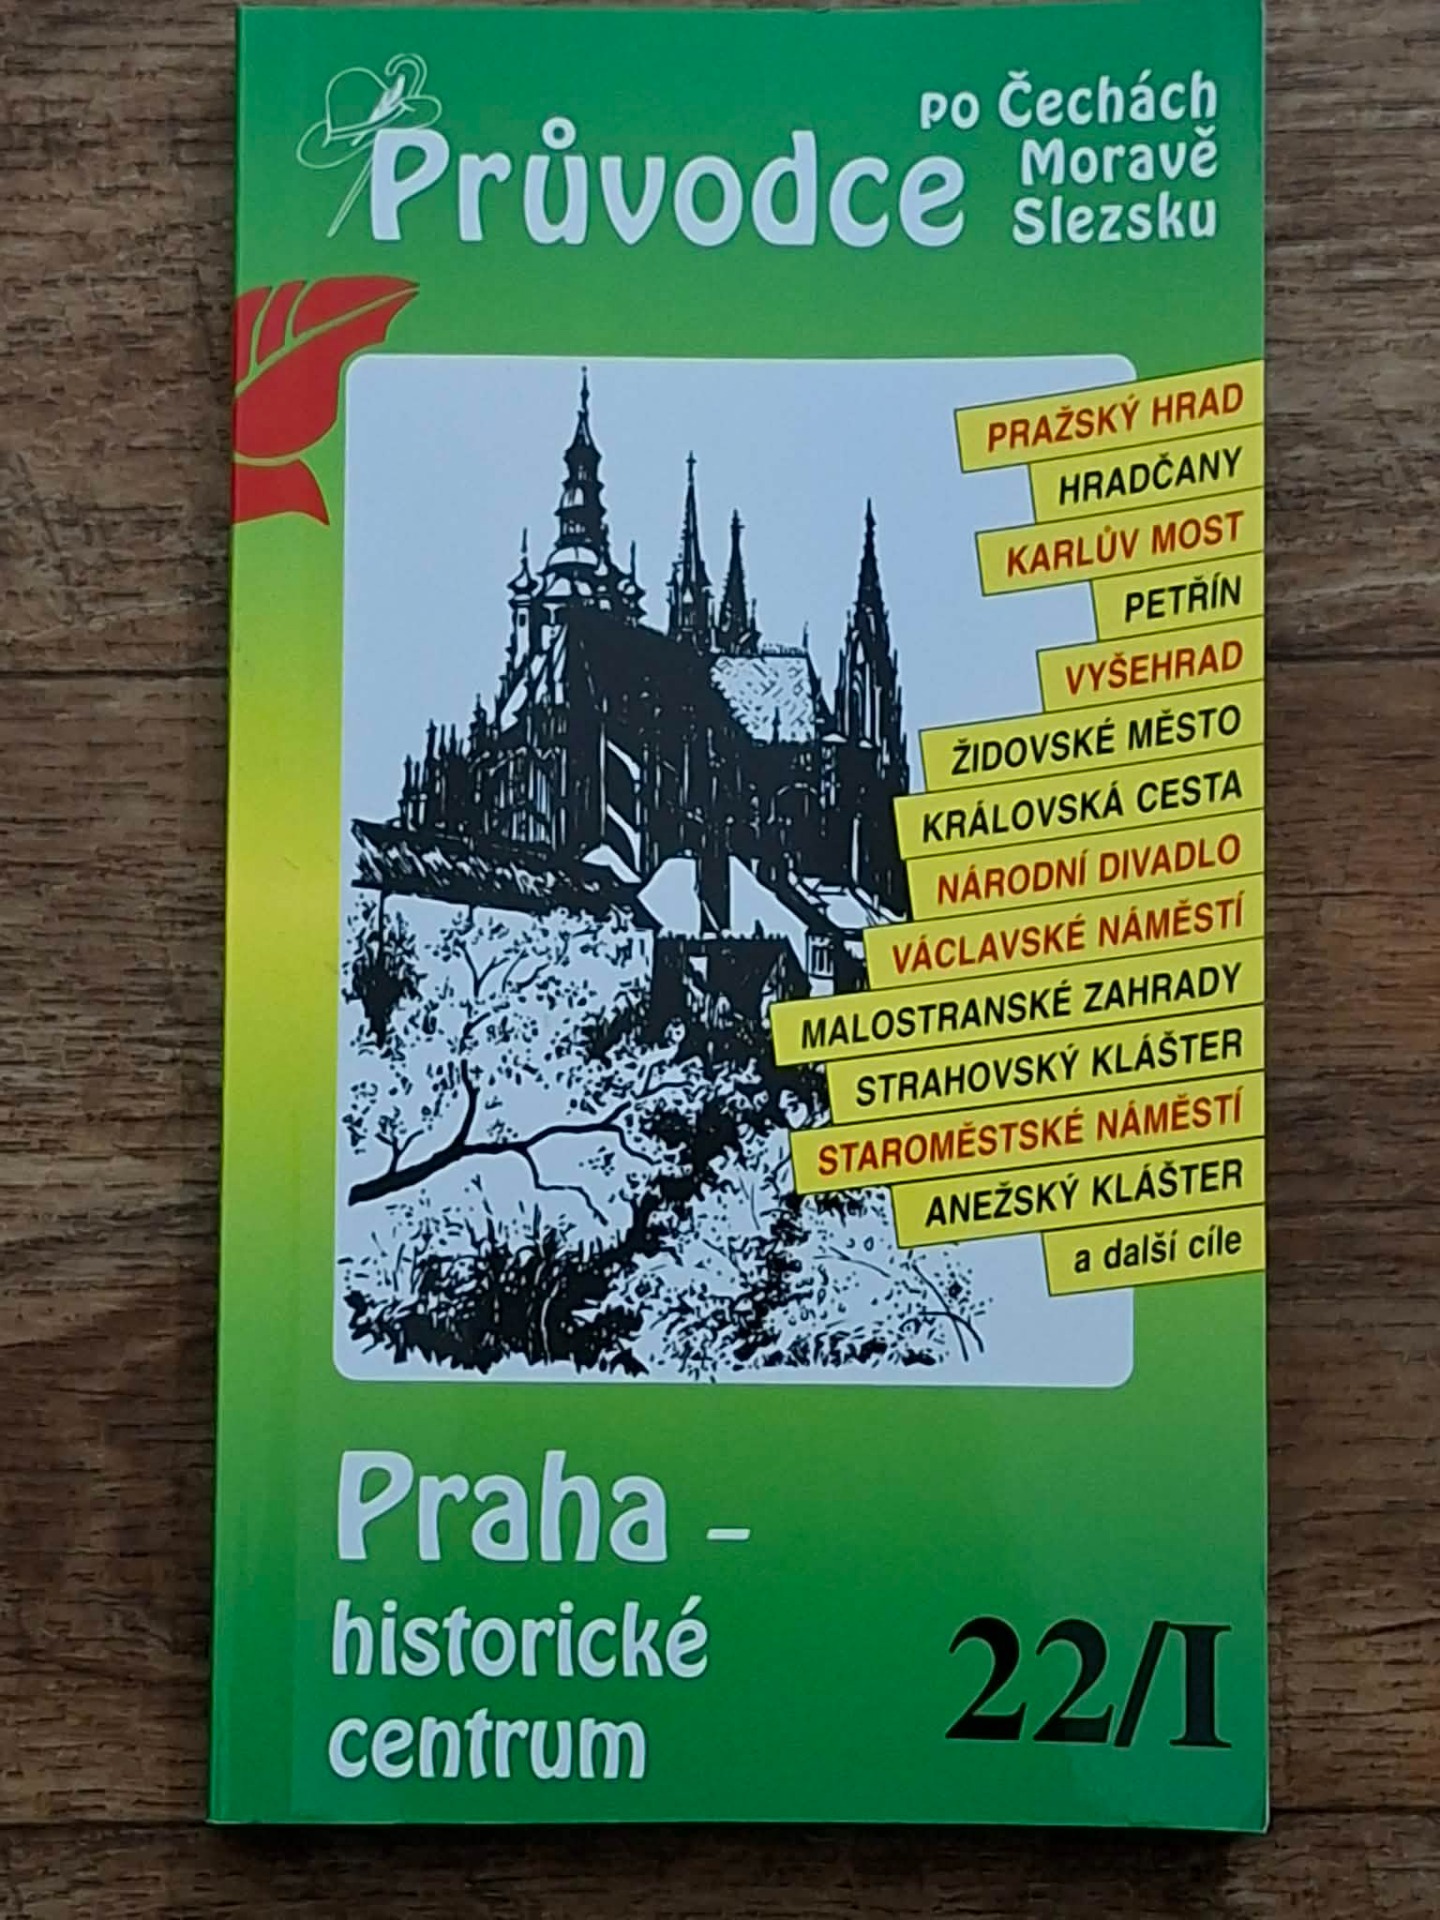 Průvodce
po Čechách
Moravě
Slezsku
PRAŽSKÝ HRAD
HRADČANY
KARLŮV MOST
PETŘÍN
VYŠEHRAD
ŽIDOVSKÉ MĚSTO
KRÁLOVSKÁ CESTA
NÁRODNÍ DIVADLO
VÁCLAVSKÉ NÁMĚSTÍ
MALOSTRANSKÉ ZAHRADY
STRAHOVSKÝ KLÁŠTER
STAROMĚSTSKÉ NÁMĚSTÍ
ANEŽSKÝ KLÁŠTER
a další cíle
Praha –
historické
centrum
22/I